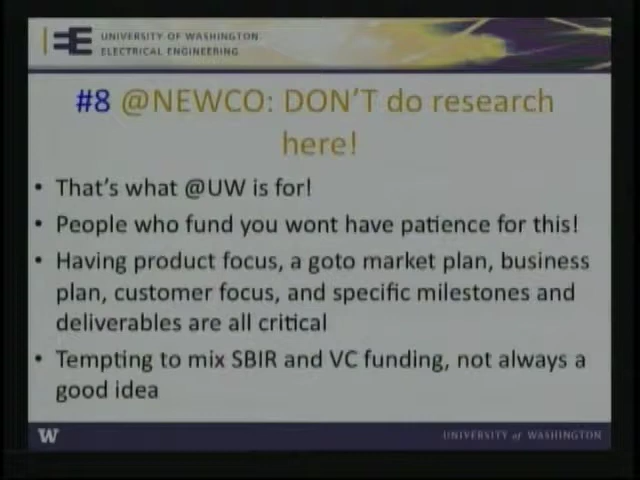 UNIVERSITY OF WASHINGTON
ELECTRICAL ENGINEERING
#8 @NEWCO: DON'T do research
here!
• That's what @UW is for!
• People who fund you wont have patience for this!
• Having product focus, a goto market plan, business
plan, customer focus, and specific milestones and
deliverables are all critical
• Tempting to mix SBIR and VC funding, not always a
good idea
W
UNIVERSITY of WASHINGTON